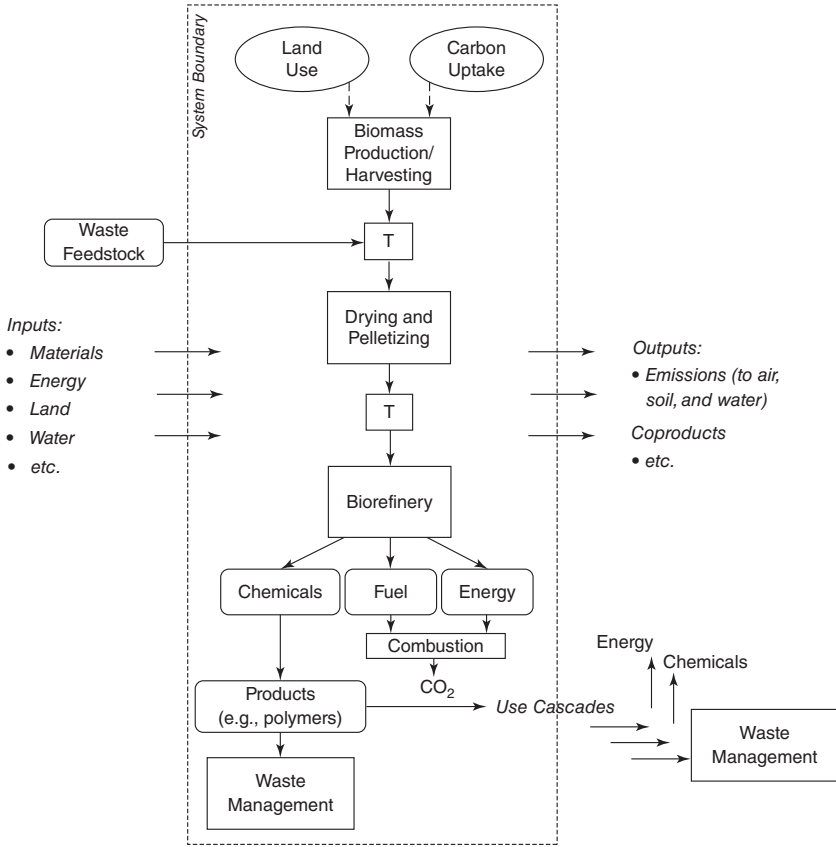 System Boundary
Land
Use
Carbon
Uptake
Biomass
Production/
Harvesting
Waste
Feedstock
T
Drying and
Pelletizing
Inputs:
• Materials
• Energy
• Land
• Water
• etc.
Outputs:
• Emissions (to air,
soil, and water)
Coproducts
• etc.
T
Biorefinery
Chemicals
Fuel
Energy
Combustion
CO2
Products
(e.g., polymers)
Use Cascades
Energy
Chemicals
Waste
Management
Waste
Management